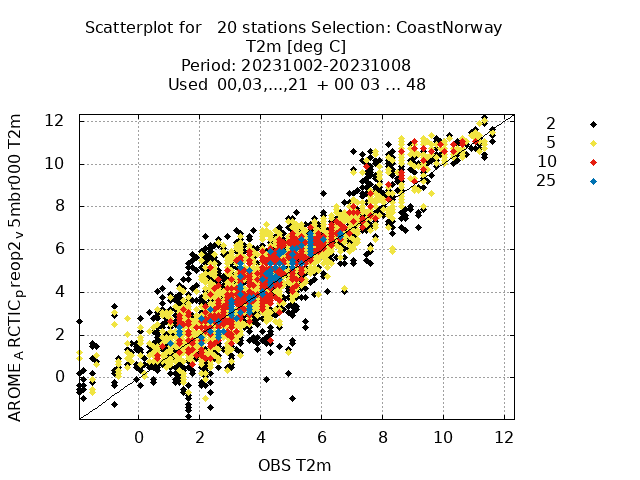 Scatterplot for 20 stations Selection: CoastNorway
T2m [deg C]
Period: 20231002-20231008
Used 00,03,...,21 + 00 03 ... 48
2
5
10
25
12
10
8
6
4
2
0
AROME_ARCTIC_preop2_v5mbr000 T2m
0 2 4 6 8 10 12
OBS T2m